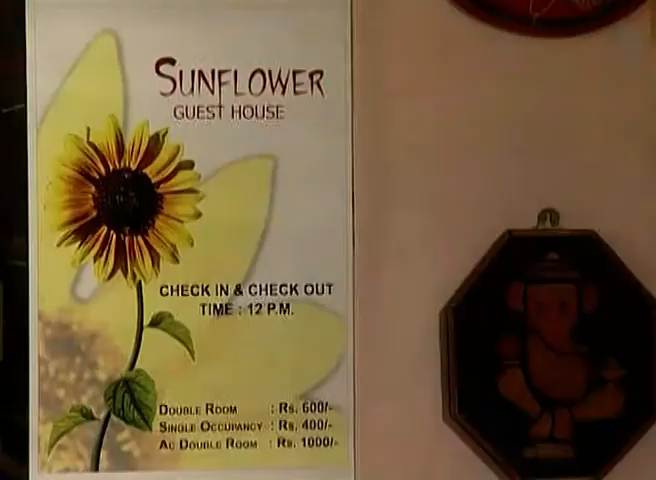 SUNFLOWER
GUEST HOUSE
CHECK IN & CHECK OUT
TIME : 12 P.M.
DOUBLE ROOM : Rs. 600/-
SINGLE OCCUPANCY : Rs. 400/-
AC DOUBLE ROOM : Rs. 1000/-